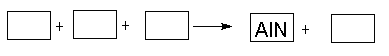 + + → AlN +